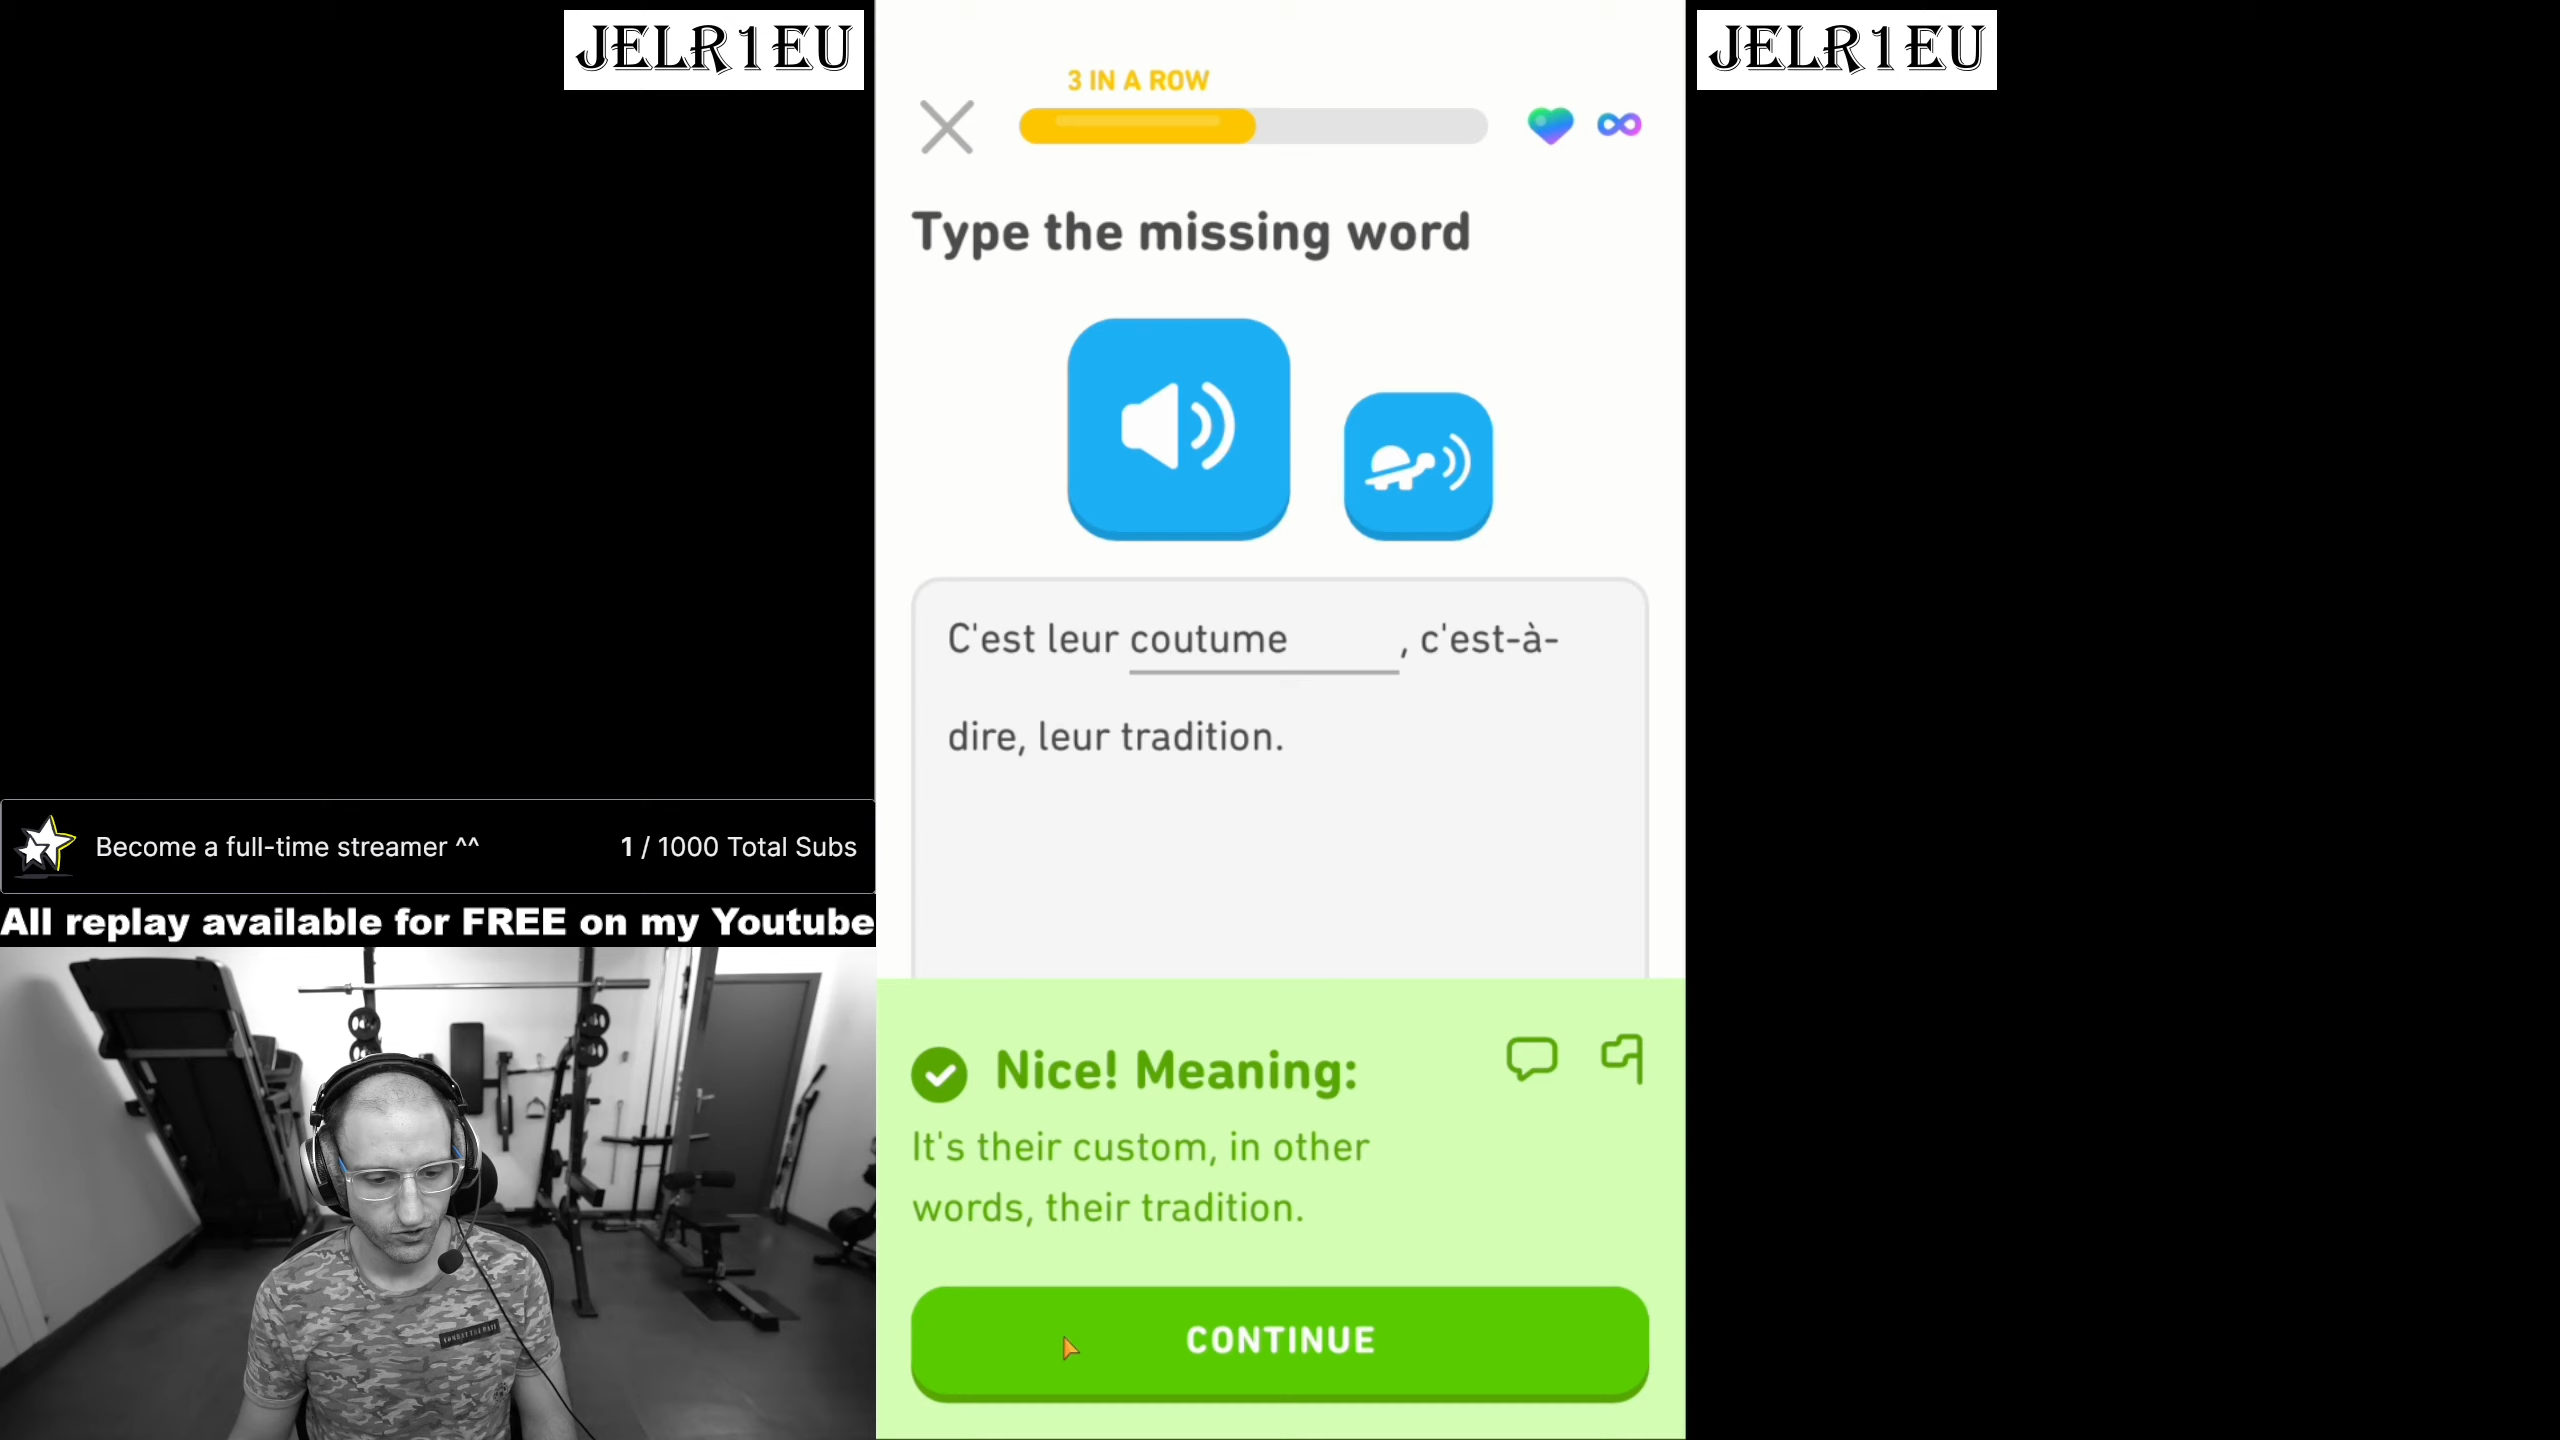 JELR1EU
JELR1EU
3 IN A ROW
Type the missing word
C'est leur coutume , c'est-à-
dire, leur tradition.
Become a full-time streamer ^^ 1 / 1000 Total Subs
All replay available for FREE on my Youtube
Nice! Meaning:
It's their custom, in other
words, their tradition.
CONTINUE